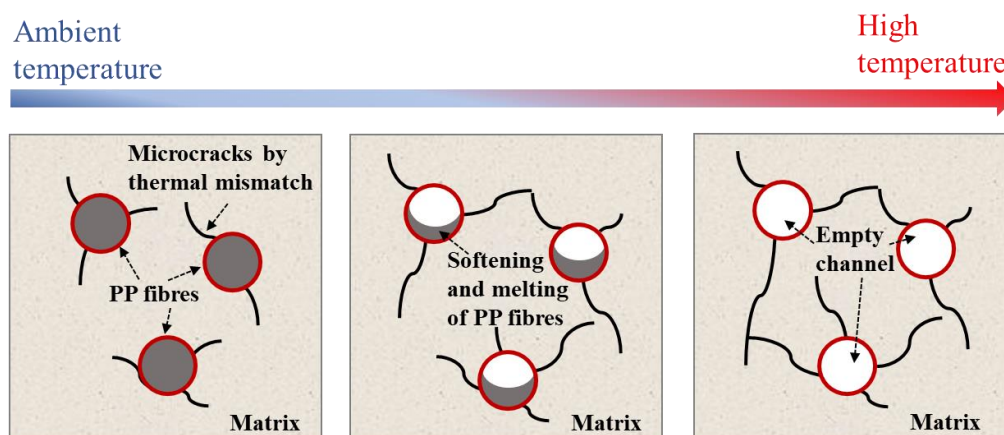 Ambient
temperature
High
temperature
Microcracks by
thermal mismatch
PP fibres
Matrix
Softening
and melting
of PP fibres
Matrix
Empty
channel
Matrix